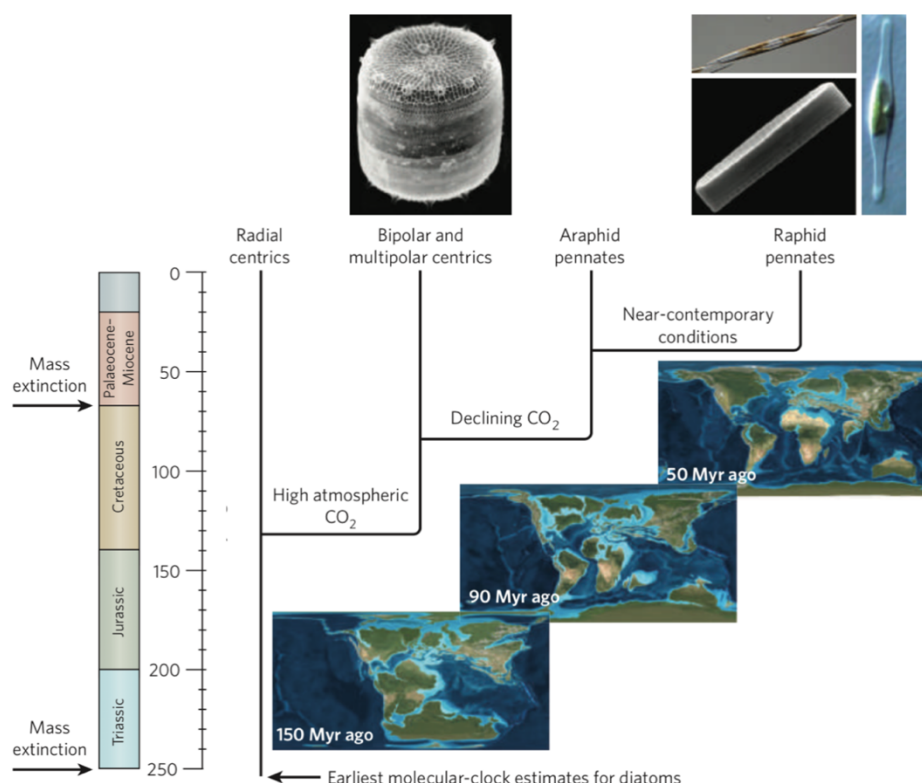 Radial
centrics
Bipolar and
multipolar centrics
Araphid
pennates
Raphid
pennates
0
50
100
150
200
250
Mass
extinction
Palaeocene–
Miocene
Cretaceous
Jurassic
Triassic
Mass
extinction
Near-contemporary
conditions
Declining CO₂
High atmospheric
CO₂
50 Myr ago
90 Myr ago
150 Myr ago
Earliest molecular-clock estimates for diatoms